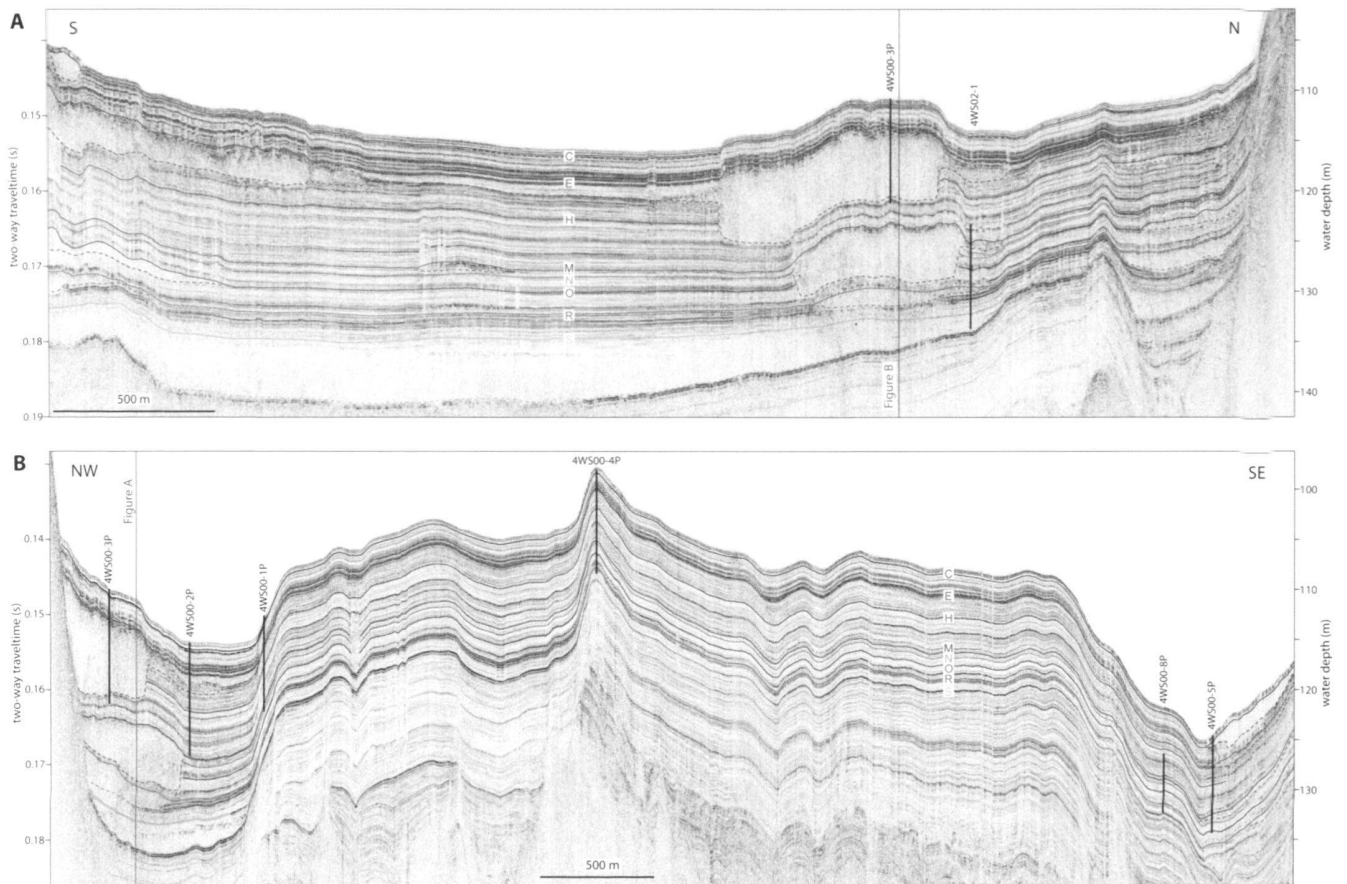 A
S
N
4WS00-3P
4WS02-1
two way traveltime (s)
0.15
0.16
0.17
0.18
0.19
C
E
H
M
N
O
R
110
120
130
140
water depth (m)
500 m
Figure B
B
NW
SE
Figure A
4WS00-3P
4WS00-2P
4WS00-1P
4WS00-4P
4WS00-8P
4WS00-5P
two-way traveltime (s)
0.14
0.15
0.16
0.17
0.18
C
E
H
M
N
O
R
100
110
120
130
water depth (m)
500 m